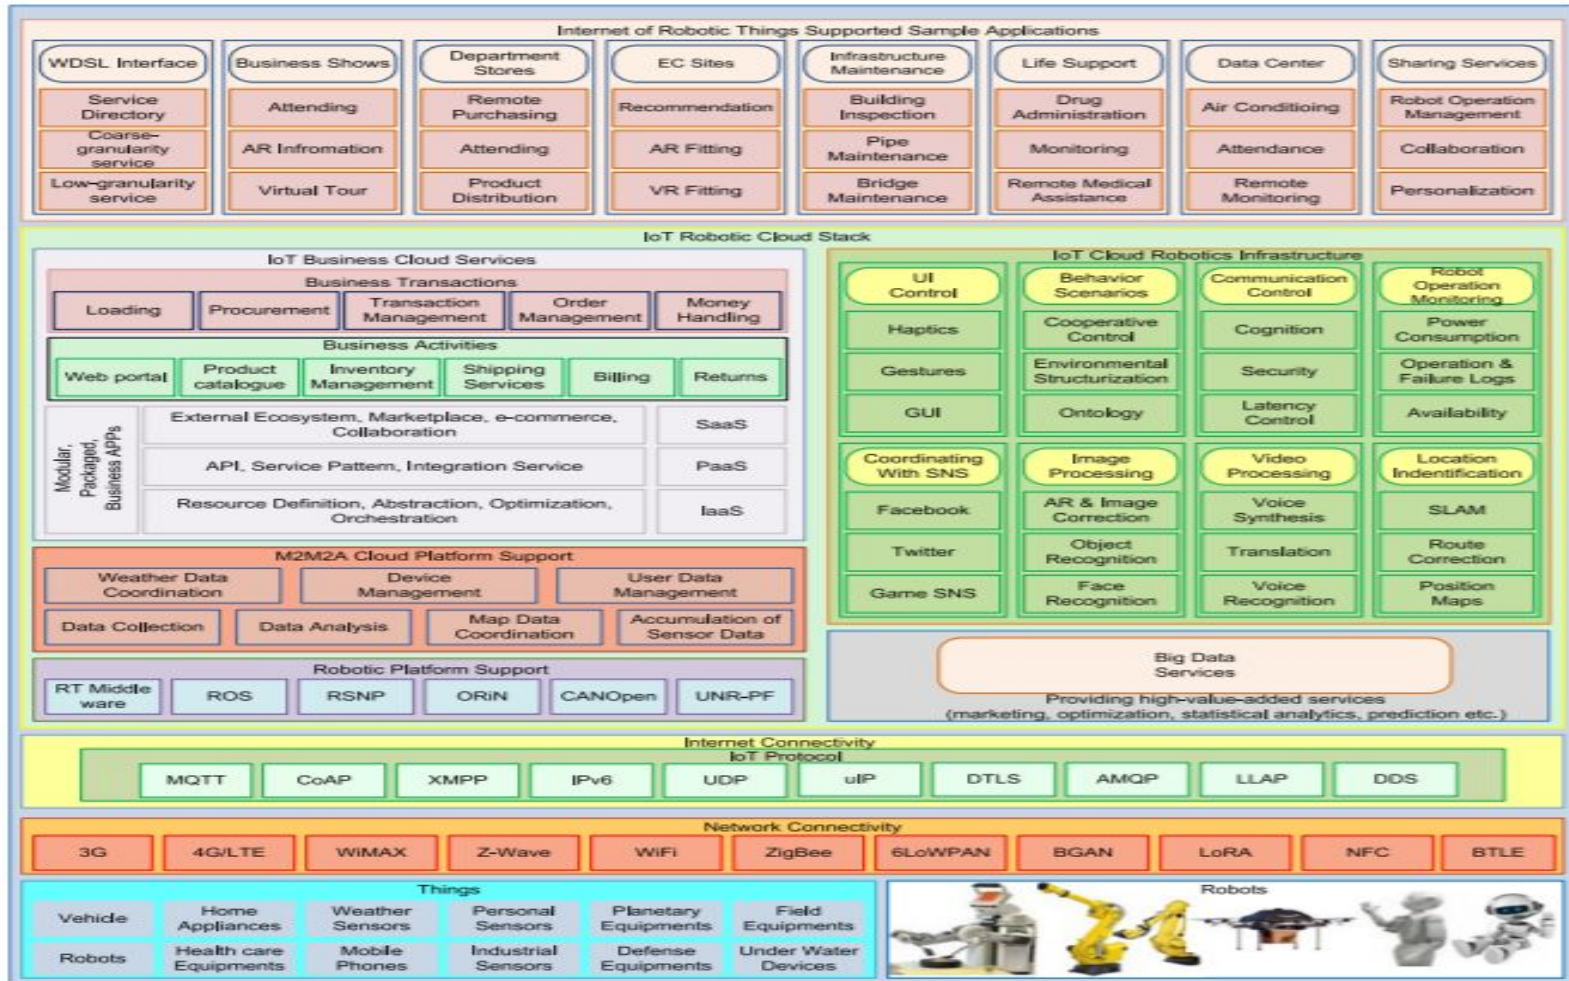 Internet of Robotic Things Supported Sample Applications
WDSL Interface
Business Shows
Department
Stores
EC Sites
Infrastructure
Maintenance
Life Support
Data Center
Sharing Services
Service
Directory
Attending
Remote
Purchasing
Recommendation
Building
Inspection
Drug
Administration
Air Conditioing
Robot Operation
Management
Coarse-
granularity
service
AR Infromation
Attending
AR Fitting
Pipe
Maintenance
Monitoring
Attendance
Collaboration
Low-granularity
service
Virtual Tour
Product
Distribution
VR Fitting
Bridge
Maintenance
Remote Medical
Assistance
Remote
Monitoring
Personalization
IoT Robotic Cloud Stack
IoT Business Cloud Services
Business Transactions
Loading
Procurement
Transaction
Management
Order
Management
Money
Handling
Business Activities
Web portal
Product
catalogue
Inventory
Management
Shipping
Services
Billing
Returns
Modular,
Packaged,
Business APPs
External Ecosystem, Marketplace, e-commerce,
Collaboration
SaaS
API, Service Pattern, Integration Service
PaaS
Resource Definition, Abstraction, Optimization,
Orchestration
IaaS
M2M2A Cloud Platform Support
Weather Data
Coordination
Device
Management
User Data
Management
Data Collection
Data Analysis
Map Data
Coordination
Accumulation of
Sensor Data
Robotic Platform Support
RT Middle
ware
ROS
RSNP
ORiN
CANOpen
UNR-PF
IoT Cloud Robotics Infrastructure
UI
Control
Behavior
Scenarios
Communication
Control
Robot
Operation
Monitoring
Haptics
Cooperative
Control
Cognition
Power
Consumption
Gestures
Environmental
Structurization
Security
Operation &
Failure Logs
GUI
Ontology
Latency
Control
Availability
Coordinating
With SNS
Image
Processing
Video
Processing
Location
Indentification
Facebook
AR & Image
Correction
Voice
Synthesis
SLAM
Twitter
Object
Recognition
Translation
Route
Correction
Game SNS
Face
Recognition
Voice
Recognition
Position
Maps
Big Data
Services
Providing high-value-added services
(marketing, optimization, statistical analytics, prediction etc.)
Internet Connectivity
IoT Protocol
MQTT
CoAP
XMPP
IPv6
UDP
uIP
DTLS
AMQP
LLAP
DDS
Network Connectivity
3G
4G/LTE
WiMAX
Z-Wave
WiFi
ZigBee
6LoWPAN
BGAN
LoRA
NFC
BTLE
Things
Vehicle
Home
Appliances
Weather
Sensors
Personal
Sensors
Planetary
Equipments
Field
Equipments
Robots
Health care
Equipments
Mobile
Phones
Industrial
Sensors
Defense
Equipments
Under Water
Devices
Robots